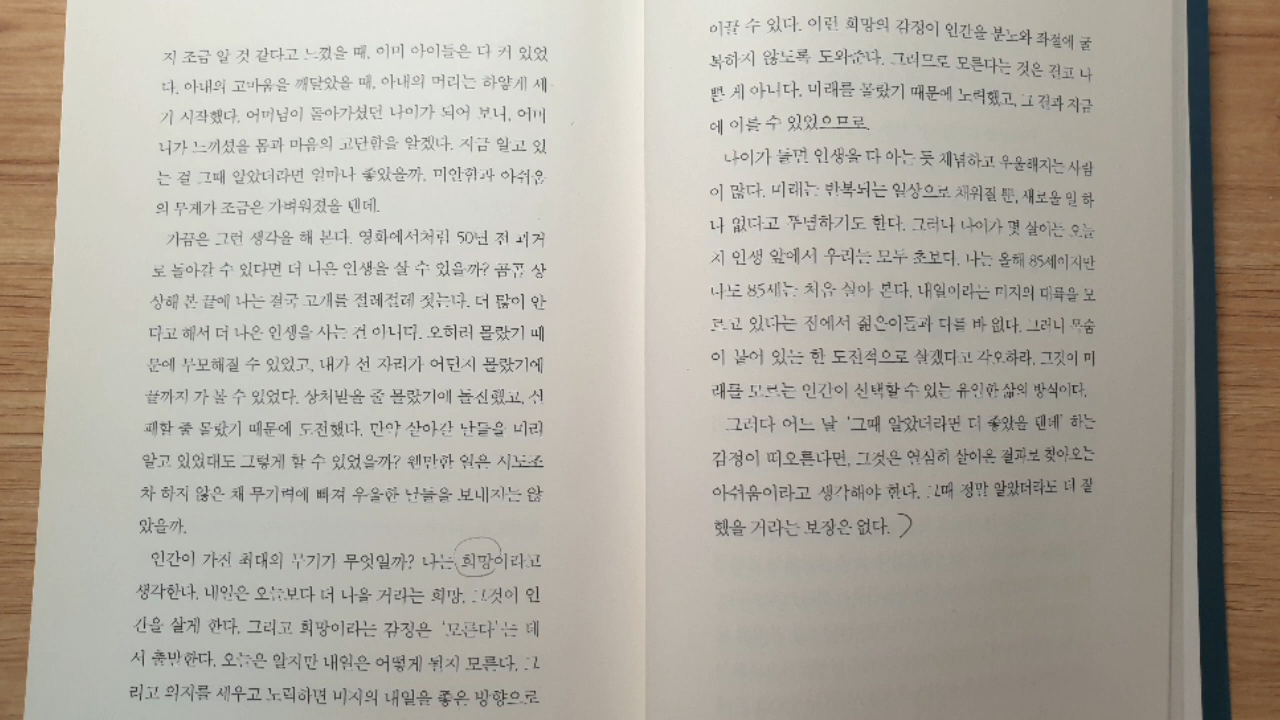 지 조금 알 것 같다고 느꼈을 때, 이미 아이들은 다 커 있었
다. 아내의 고마움을 깨달았을 때, 아내의 머리는 하얗게 세
기 시작했다. 어머님이 돌아가셨던 나이가 되어 보니, 어머
니가 느끼셨을 몸과 마음의 고단함을 알겠다. 지금 알고 있
는 걸 그때 알았더라면 얼마나 좋았을까. 미안함과 아쉬움
의 무게가 조금은 가벼워졌을 텐데.
가끔은 그런 생각을 해 본다. 영화에서처럼 50년 전 과거
로 돌아갈 수 있다면 더 나은 인생을 살 수 있을까? 곰곰 상
상해 본 끝에 나는 결국 고개를 절레절레 젓는다. 더 많이 안
다고 해서 더 나은 인생을 사는 건 아니다. 오히려 몰랐기 때
문에 무모해질 수 있었고, 내가 선 자리가 어딘지 몰랐기에
끝까지 가 볼 수 있었다. 상처받을 줄 몰랐기에 돌진했고, 실
패할 줄 몰랐기 때문에 도전했다. 만약 살아갈 날들을 미리
알고 있었대도 그렇게 할 수 있었을까? 웬만한 일은 시도조
차 하지 않은 채 무기력에 빠져 우울한 날들을 보내지는 않
았을까.
인간이 가진 최대의 무기가 무엇일까? 나는 희망이라고
생각한다. 내일은 오늘보다 더 나을 거라는 희망. 그것이 인
간을 살게 한다. 그리고 희망이라는 감정은 '모른다'는 데
서 출발한다. 오늘은 알지만 내일은 어떻게 될지 모른다. 그
리고 의지를 세우고 노력하면 미지의 내일을 좋은 방향으로
이끌 수 있다. 이런 희망의 감정이 인간을 분노와 좌절에 굴
복하지 않도록 도와준다. 그러므로 모른다는 것은 결코 나
쁜 게 아니다. 미래를 몰랐기 때문에 노력했고, 그 결과 지금
에 이를 수 있었으므로.
나이가 들면 인생을 다 아는 듯 체념하고 우울해지는 사람
이 많다. 미래는 반복되는 일상으로 채워질 뿐, 새로울 일 하
나 없다고 푸념하기도 한다. 그러나 나이가 몇 살이든 오늘
치 인생 앞에서 우리는 모두 초보다. 나는 올해 85세이지만
나도 85세는 처음 살아 본다. 내일이라는 미지의 대륙을 모
르고 있다는 점에서 젊은이들과 다를 바 없다. 그러니 목숨
이 붙어 있는 한 도전적으로 살겠다고 각오하라. 그것이 미
래를 모르는 인간이 선택할 수 있는 유일한 삶의 방식이다.
그러다 어느 날 '그때 알았더라면 더 좋았을 텐데' 하는
감정이 떠오른다면, 그것은 열심히 살아온 결과로 찾아오는
아쉬움이라고 생각해야 한다. 그때 정말 알았더라도 더 잘
했을 거라는 보장은 없다.